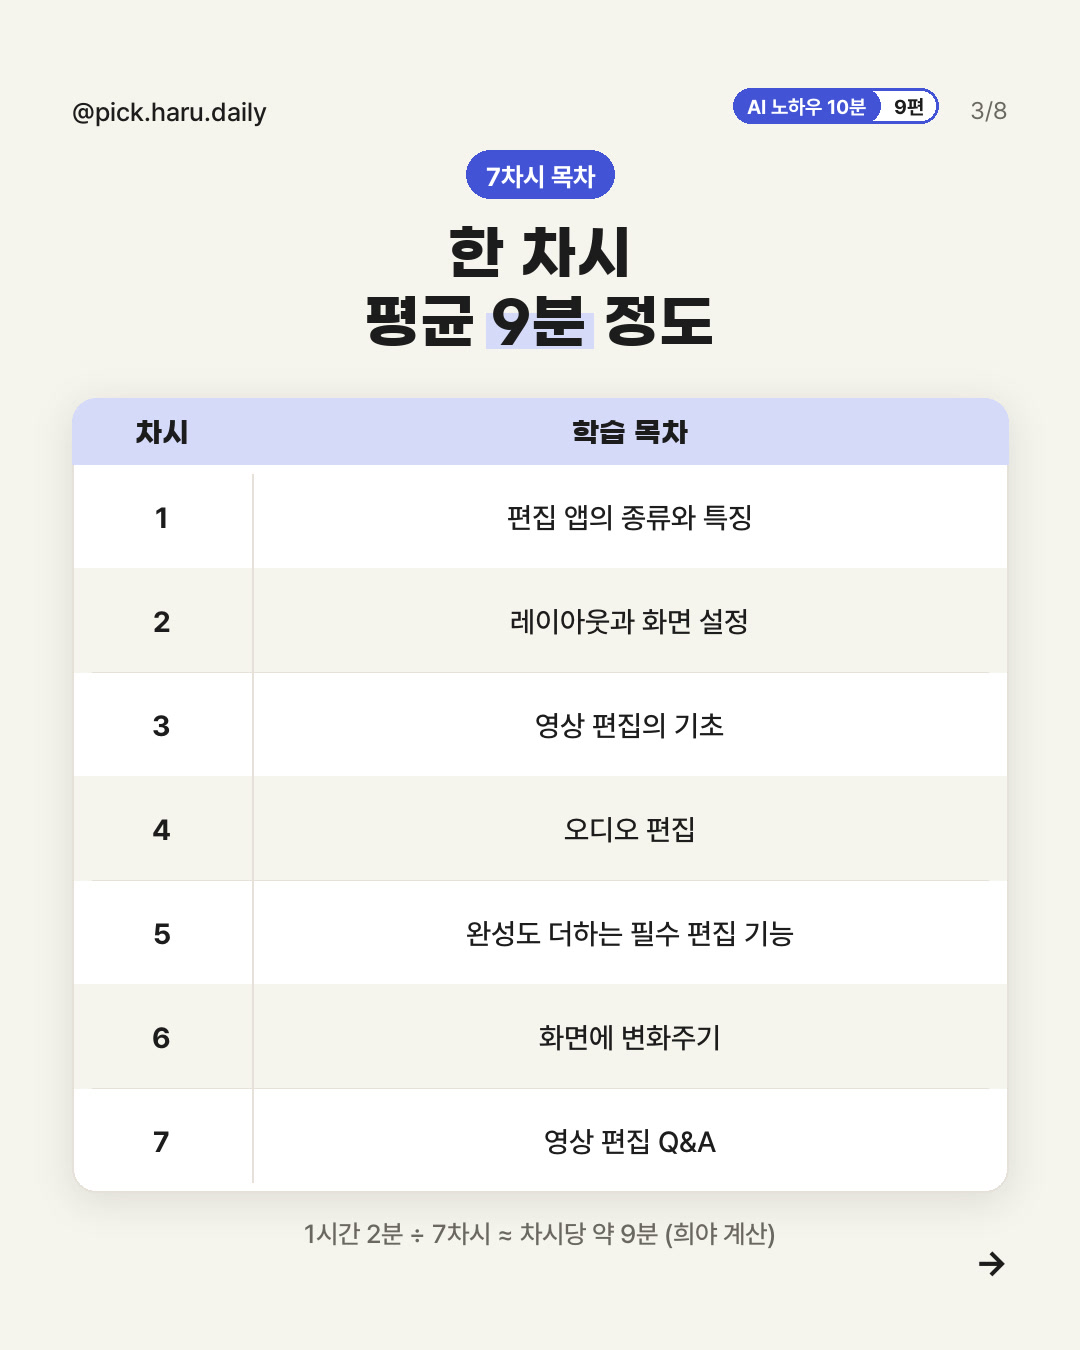 @pick.haru.daily
AI 노하우 10분 9편 3/8
7차시 목차
한 차시
평균 9분 정도
차시 학습 목차
1 편집 앱의 종류와 특징
2 레이아웃과 화면 설정
3 영상 편집의 기초
4 오디오 편집
5 완성도 더하는 필수 편집 기능
6 화면에 변화주기
7 영상 편집 Q&A
1시간 2분 ÷ 7차시 ≈ 차시당 약 9분 (희야 계산)
→